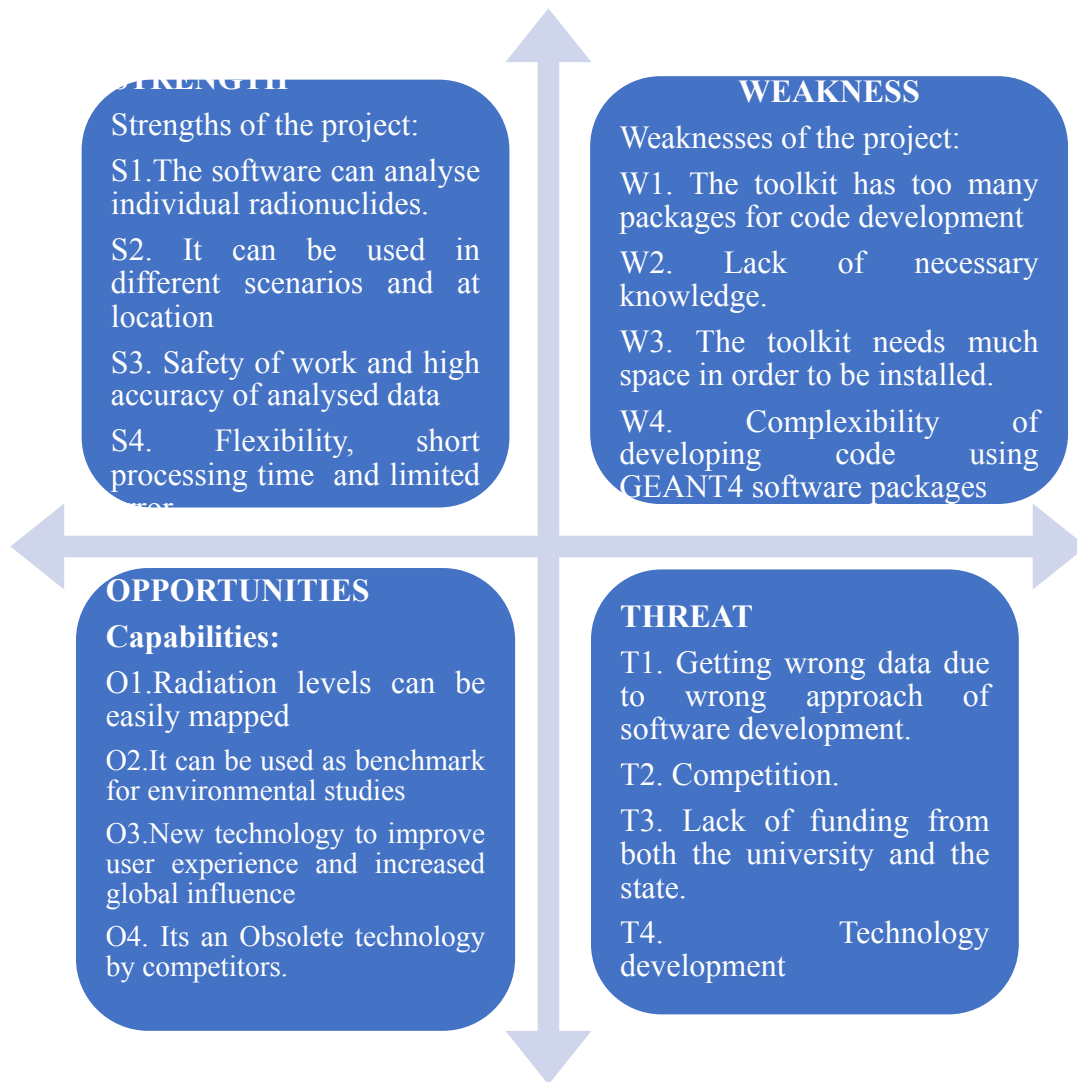 STRENGTH
Strengths of the project:
S1.The software can analyse
individual radionuclides.
S2. It can be used in
different scenarios and at
location
S3. Safety of work and high
accuracy of analysed data
S4. Flexibility, short
processing time and limited
error
WEAKNESS
Weaknesses of the project:
W1. The toolkit has too many
packages for code development
W2. Lack of necessary
knowledge.
W3. The toolkit needs much
space in order to be installed.
W4. Complexibility of
developing code using
GEANT4 software packages
OPPORTUNITIES
Capabilities:
O1.Radiation levels can be
easily mapped
O2.It can be used as benchmark
for environmental studies
O3.New technology to improve
user experience and increased
global influence
O4. Its an Obsolete technology
by competitors.
THREAT
T1. Getting wrong data due
to wrong approach of
software development.
T2. Competition.
T3. Lack of funding from
both the university and the
state.
T4. Technology
development